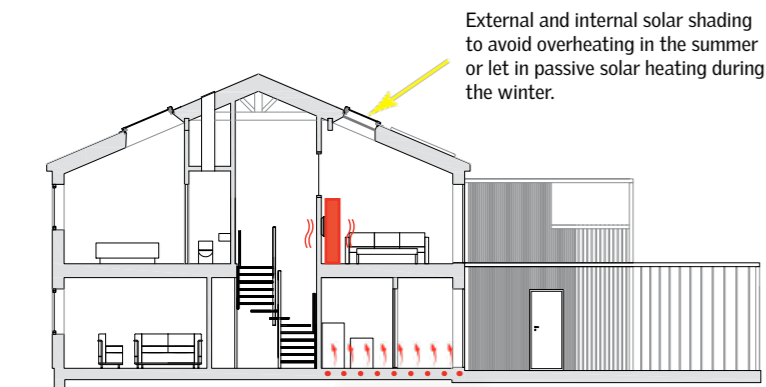 External and internal solar shading
to avoid overheating in the summer
or let in passive solar heating during
the winter.